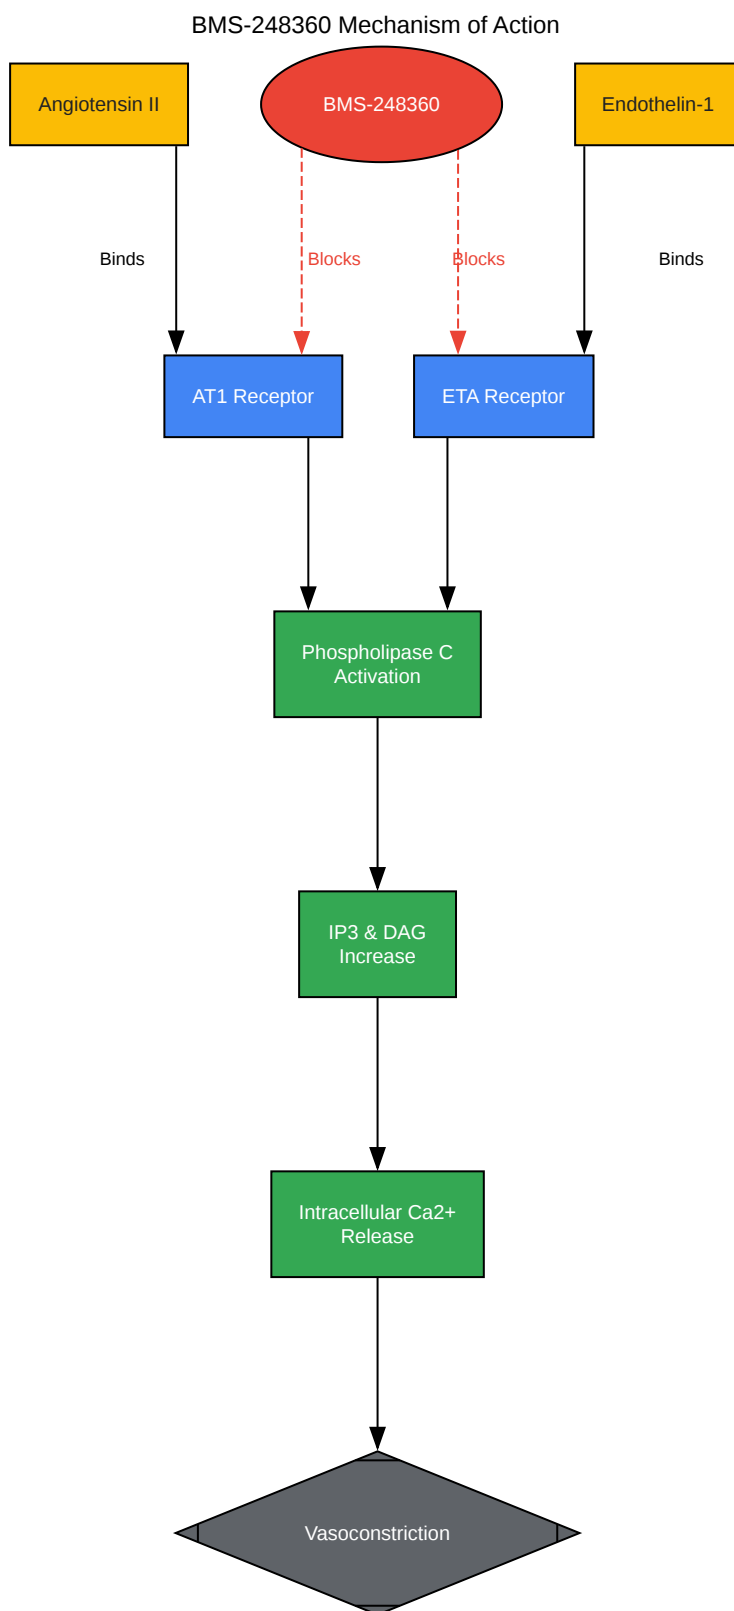 BMS-248360 Mechanism of Action
Angiotensin II
BMS-248360
Endothelin-1
Binds
Blocks
Blocks
Binds
AT1 Receptor
ETA Receptor
Phospholipase C
Activation
IP3 & DAG
Increase
Intracellular Ca2+
Release
Vasoconstriction